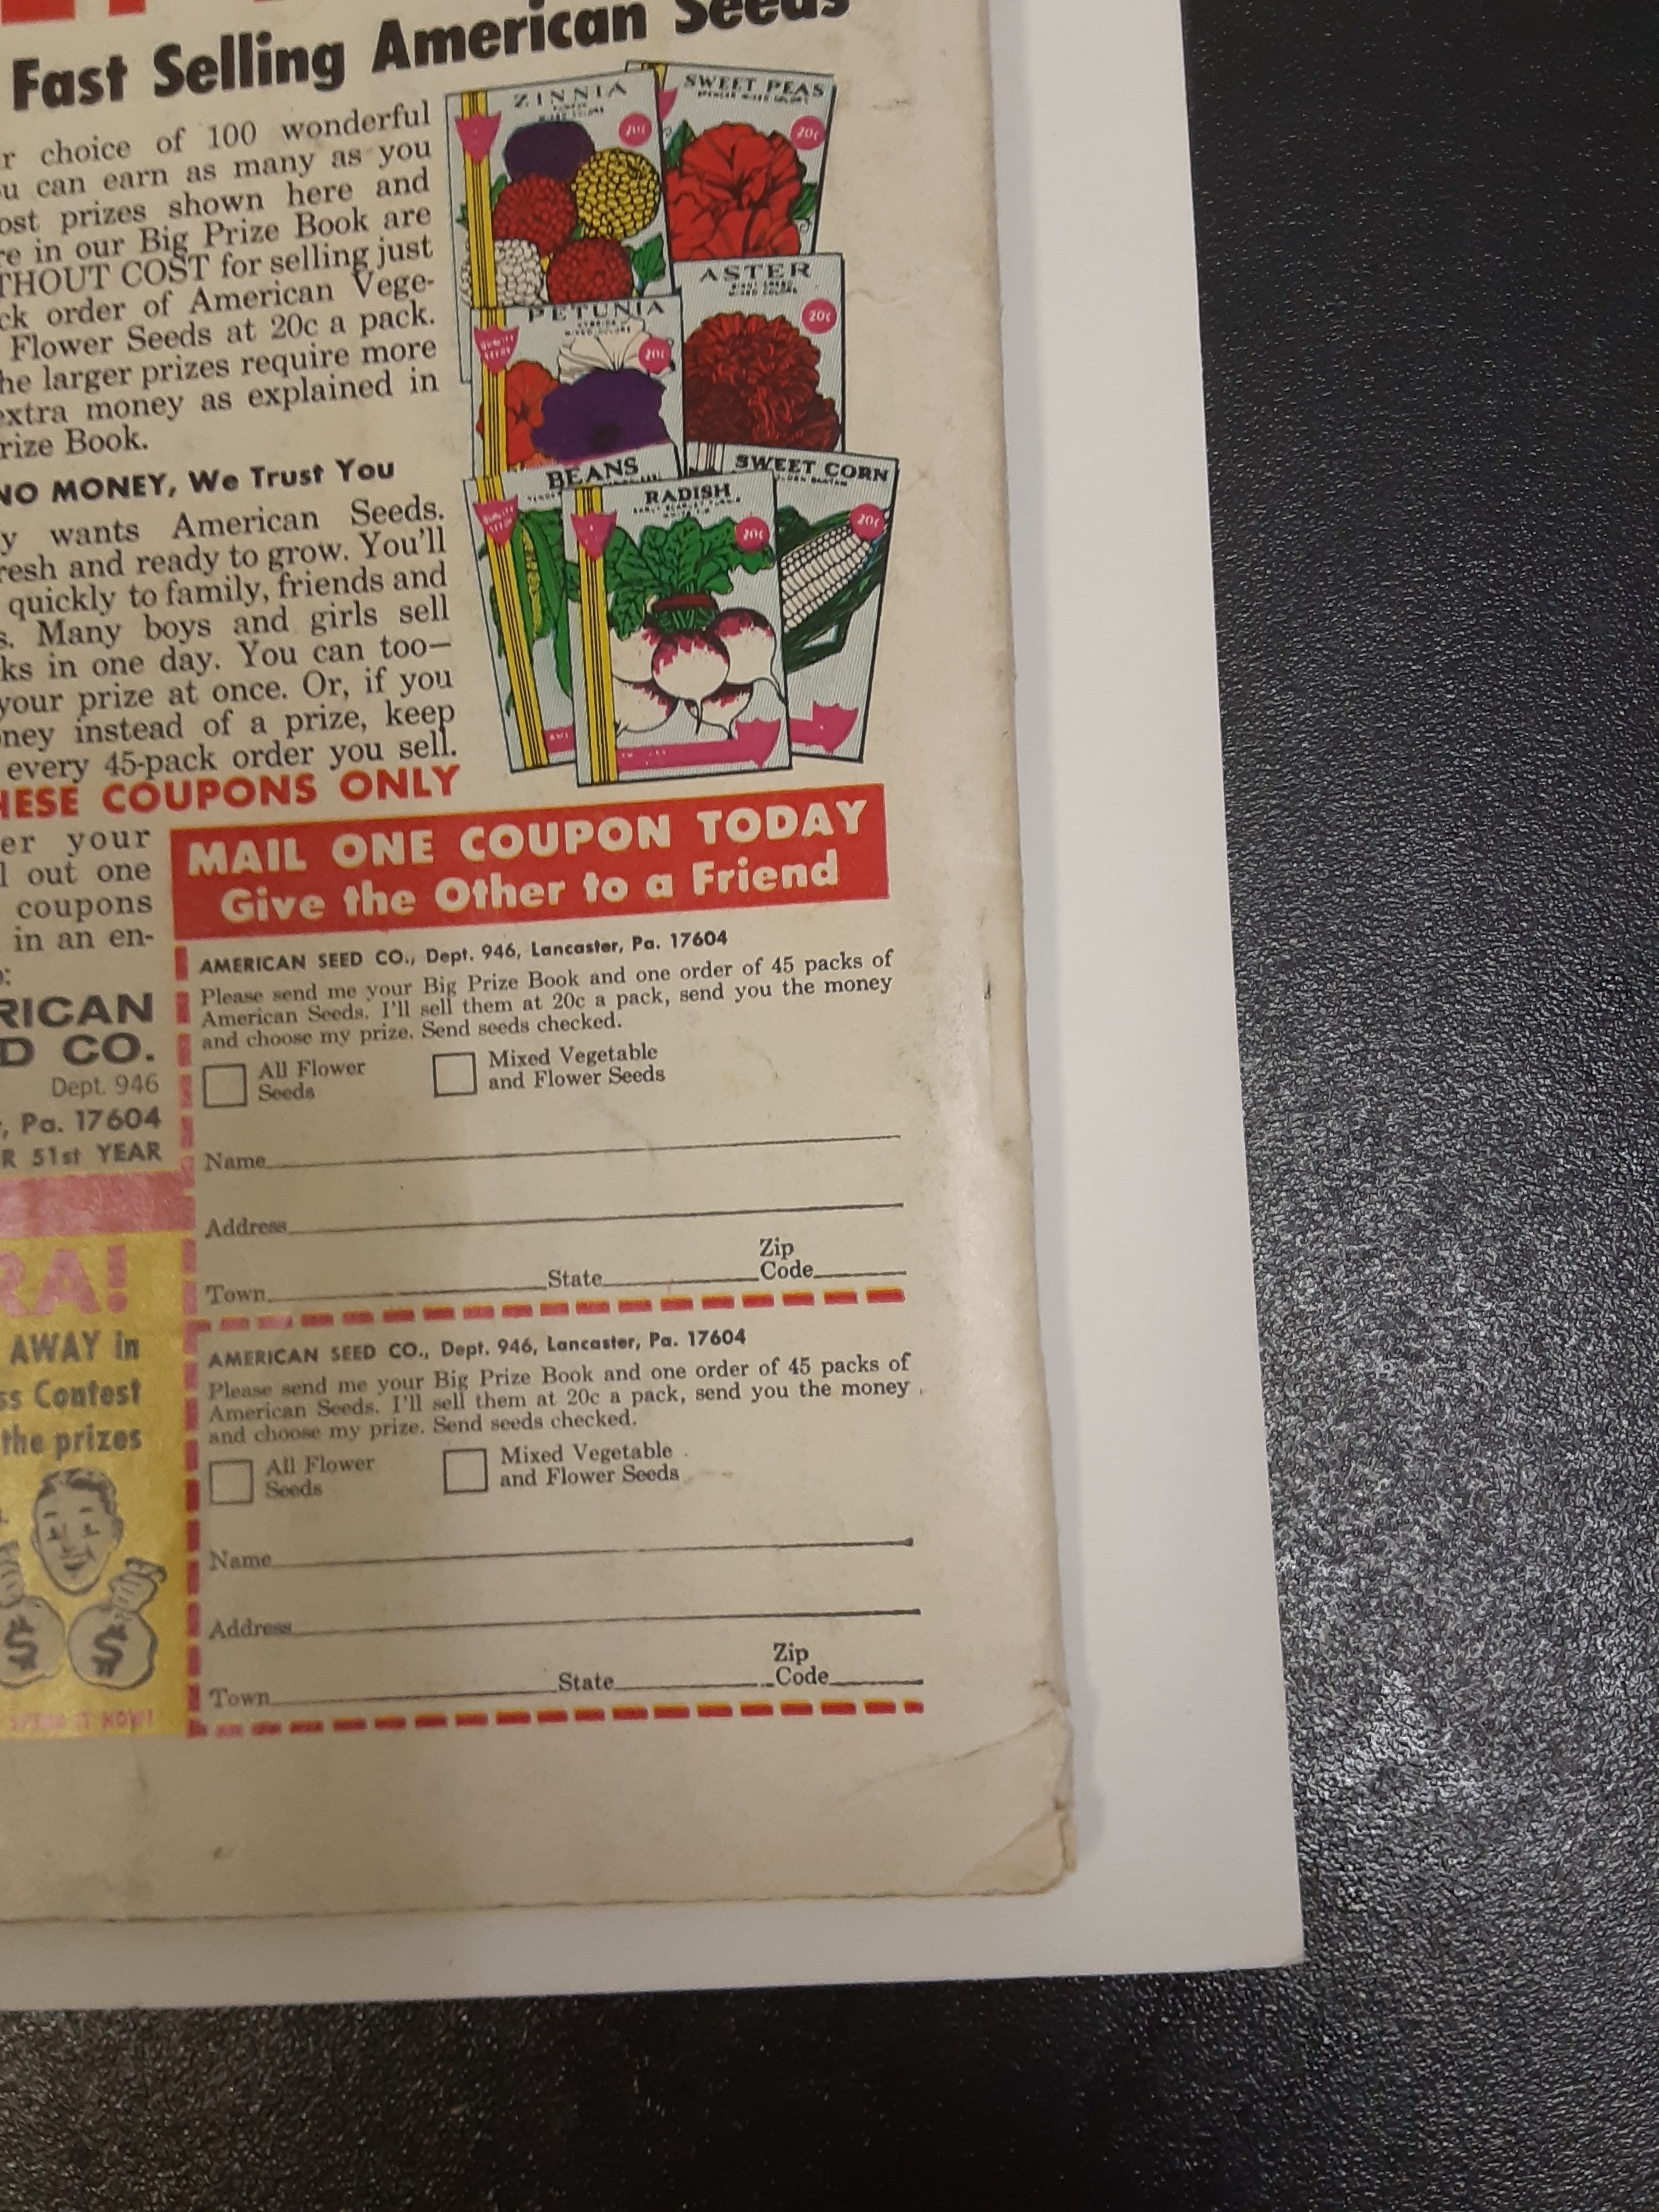 Fast Selling American Seeds
r choice of 100 wonderful
u can earn as many as you
ost prizes shown here and
re in our Big Prize Book are
THOUT COST for selling just
ck order of American Vege-
Flower Seeds at 20c a pack.
he larger prizes require more
extra money as explained in
rize Book.
NO MONEY, We Trust You
y wants American Seeds.
resh and ready to grow. You'll
quickly to family, friends and
s. Many boys and girls sell
ks in one day. You can too—
your prize at once. Or, if you
oney instead of a prize, keep
every 45-pack order you sell.
HESE COUPONS ONLY
ZINNIA
20c
SWEET PEAS
20c
PETUNIA
20c
ASTER
20c
BEANS
RADISH
20c
SWEET CORN
20c
er your
l out one
coupons
in an en-
o:
RICAN
D CO.
Dept. 946
, Pa. 17604
R 51st YEAR
RA!
AWAY in
ss Contest
the prizes
$ $
MAIL ONE COUPON TODAY
Give the Other to a Friend
AMERICAN SEED CO., Dept. 946, Lancaster, Pa. 17604
Please send me your Big Prize Book and one order of 45 packs of
American Seeds. I'll sell them at 20c a pack, send you the money
and choose my prize. Send seeds checked.
All Flower
Seeds
Mixed Vegetable
and Flower Seeds
Name
Address
Town State Zip Code
AMERICAN SEED CO., Dept. 946, Lancaster, Pa. 17604
Please send me your Big Prize Book and one order of 45 packs of
American Seeds. I'll sell them at 20c a pack, send you the money
and choose my prize. Send seeds checked.
All Flower
Seeds
Mixed Vegetable
and Flower Seeds
Name
Address
Town State Zip Code